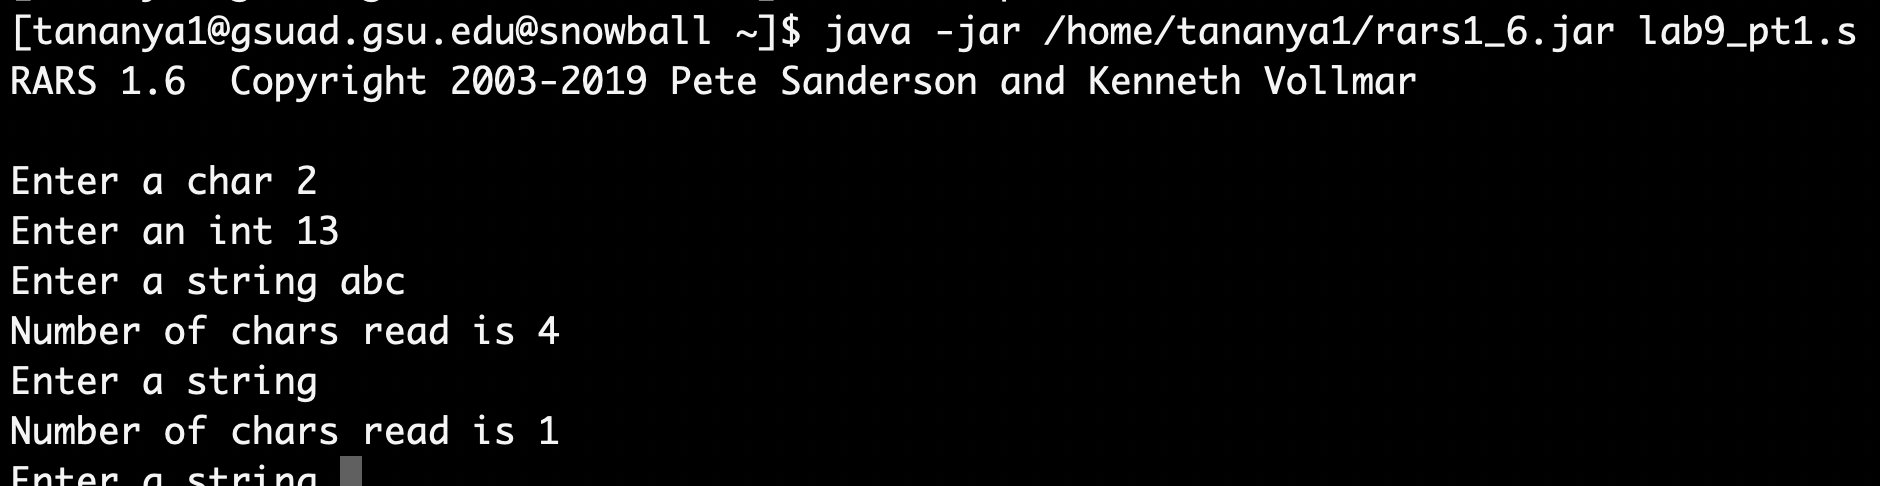 [tananya1@gsuad.gsu.edu@snowball ~]$ java -jar /home/tananya1/rars1_6.jar lab9_pt1.s
RARS 1.6  Copyright 2003-2019 Pete Sanderson and Kenneth Vollmar
Enter a char 2
Enter an int 13
Enter a string abc
Number of chars read is 4
Enter a string
Number of chars read is 1
Enter a string